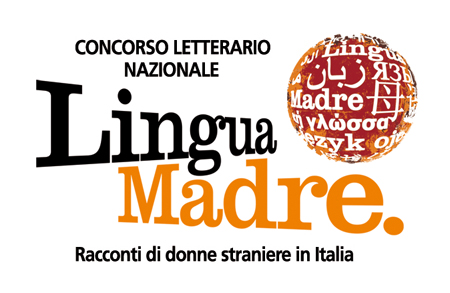 CONCORSO LETTERARIO
NAZIONALE
Lingua
Madre.
Racconti di donne straniere in Italia
Lingua
زبان
Madre
γλώσσα